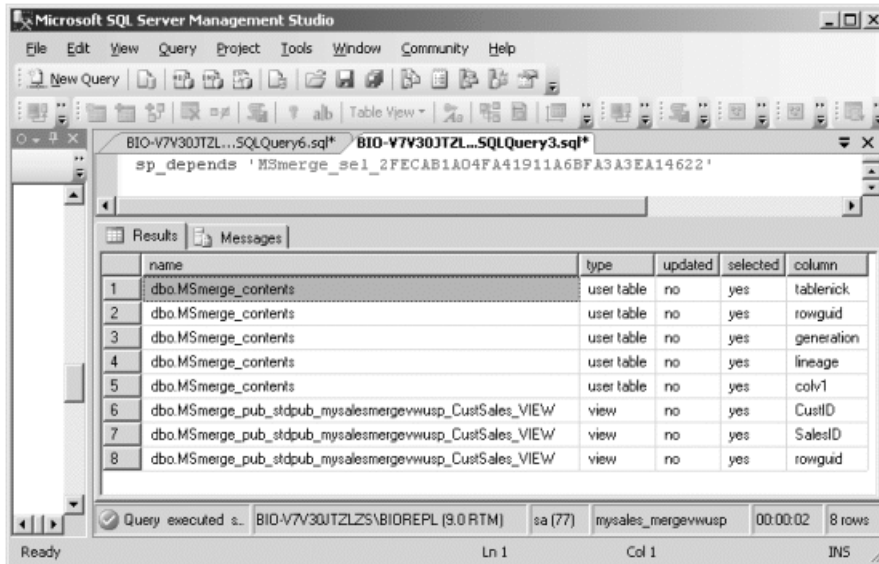 Microsoft SQL Server Management Studio
File Edit View Query Project Tools Window Community Help
New Query
Table View
BIO-V7V30JTZL...SQLQuery6.sql* BIO-V7V30JTZL...SQLQuery3.sql*
sp_depends 'MSmerge_sel_2FECAB1A04FA41911A6BFA3A3EA14622'
Results Messages
name type updated selected column
1 dbo.MSmerge_contents user table no yes tablenick
2 dbo.MSmerge_contents user table no yes rowguid
3 dbo.MSmerge_contents user table no yes generation
4 dbo.MSmerge_contents user table no yes lineage
5 dbo.MSmerge_contents user table no yes colv1
6 dbo.MSmerge_pub_stdpub_mysalesmergevwusp_CustSales_VIEW view no yes CustID
7 dbo.MSmerge_pub_stdpub_mysalesmergevwusp_CustSales_VIEW view no yes SalesID
8 dbo.MSmerge_pub_stdpub_mysalesmergevwusp_CustSales_VIEW view no yes rowguid
Query executed s.. BIO-V7V30JTZLZS\BIOREPL (9.0 RTM) sa (77) mysales_mergevwusp 00:00:02 8 rows
Ready Ln 1 Col 1 INS